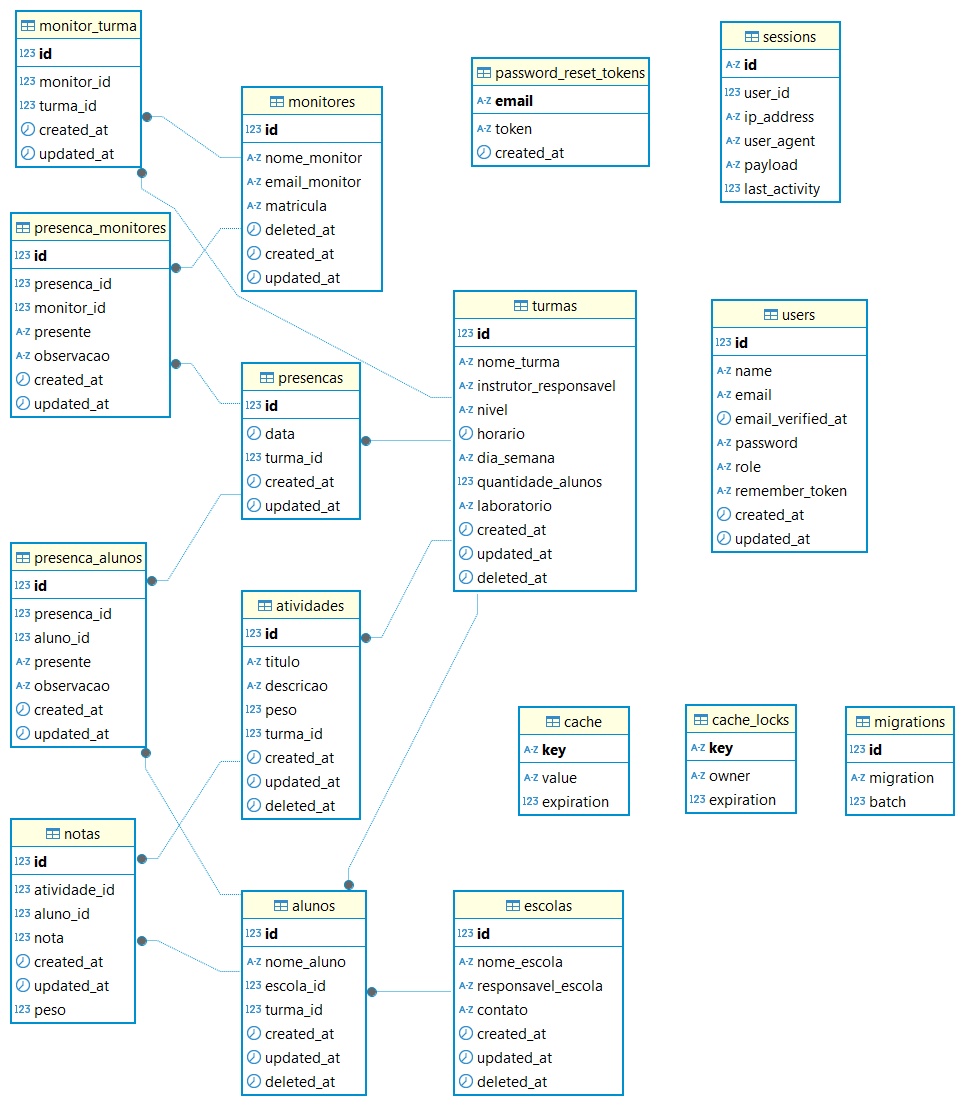 monitor_turma
123 id
123 monitor_id
123 turma_id
created_at
updated_at
monitores
123 id
A-Z nome_monitor
A-Z email_monitor
A-Z matricula
deleted_at
created_at
updated_at
password_reset_tokens
A-Z email
A-Z token
created_at
sessions
A-Z id
123 user_id
A-Z ip_address
A-Z user_agent
A-Z payload
123 last_activity
presenca_monitores
123 id
123 presenca_id
123 monitor_id
A-Z presente
A-Z observacao
created_at
updated_at
presencas
123 id
data
123 turma_id
created_at
updated_at
turmas
123 id
A-Z nome_turma
A-Z instrutor_responsavel
A-Z nivel
horario
A-Z dia_semana
123 quantidade_alunos
A-Z laboratorio
created_at
updated_at
deleted_at
users
123 id
A-Z name
A-Z email
email_verified_at
A-Z password
A-Z role
A-Z remember_token
created_at
updated_at
presenca_alunos
123 id
123 presenca_id
123 aluno_id
A-Z presente
A-Z observacao
created_at
updated_at
atividades
123 id
A-Z titulo
A-Z descricao
123 peso
123 turma_id
created_at
updated_at
deleted_at
cache
A-Z key
A-Z value
123 expiration
cache_locks
A-Z key
A-Z owner
123 expiration
migrations
123 id
A-Z migration
123 batch
notas
123 id
123 atividade_id
123 aluno_id
123 nota
created_at
updated_at
123 peso
alunos
123 id
A-Z nome_aluno
123 escola_id
123 turma_id
created_at
updated_at
deleted_at
escolas
123 id
A-Z nome_escola
A-Z responsavel_escola
A-Z contato
created_at
updated_at
deleted_at